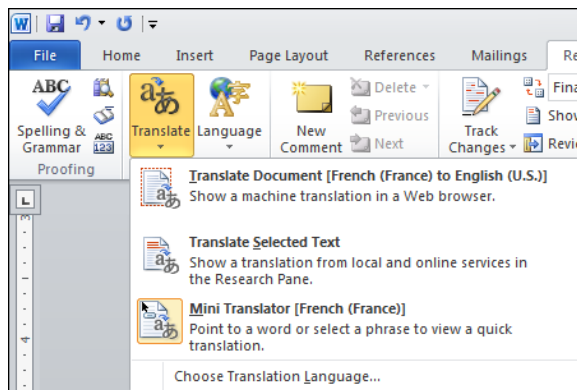 File Home Insert Page Layout References Mailings
ABC
Spelling & Grammar
ABC 123
Proofing
Translate
Language
New Comment
Delete
Previous
Next
Track Changes
Translate Document [French (France) to English (U.S.)]
Show a machine translation in a Web browser.
Translate Selected Text
Show a translation from local and online services in
the Research Pane.
Mini Translator [French (France)]
Point to a word or select a phrase to view a quick
translation.
Choose Translation Language...